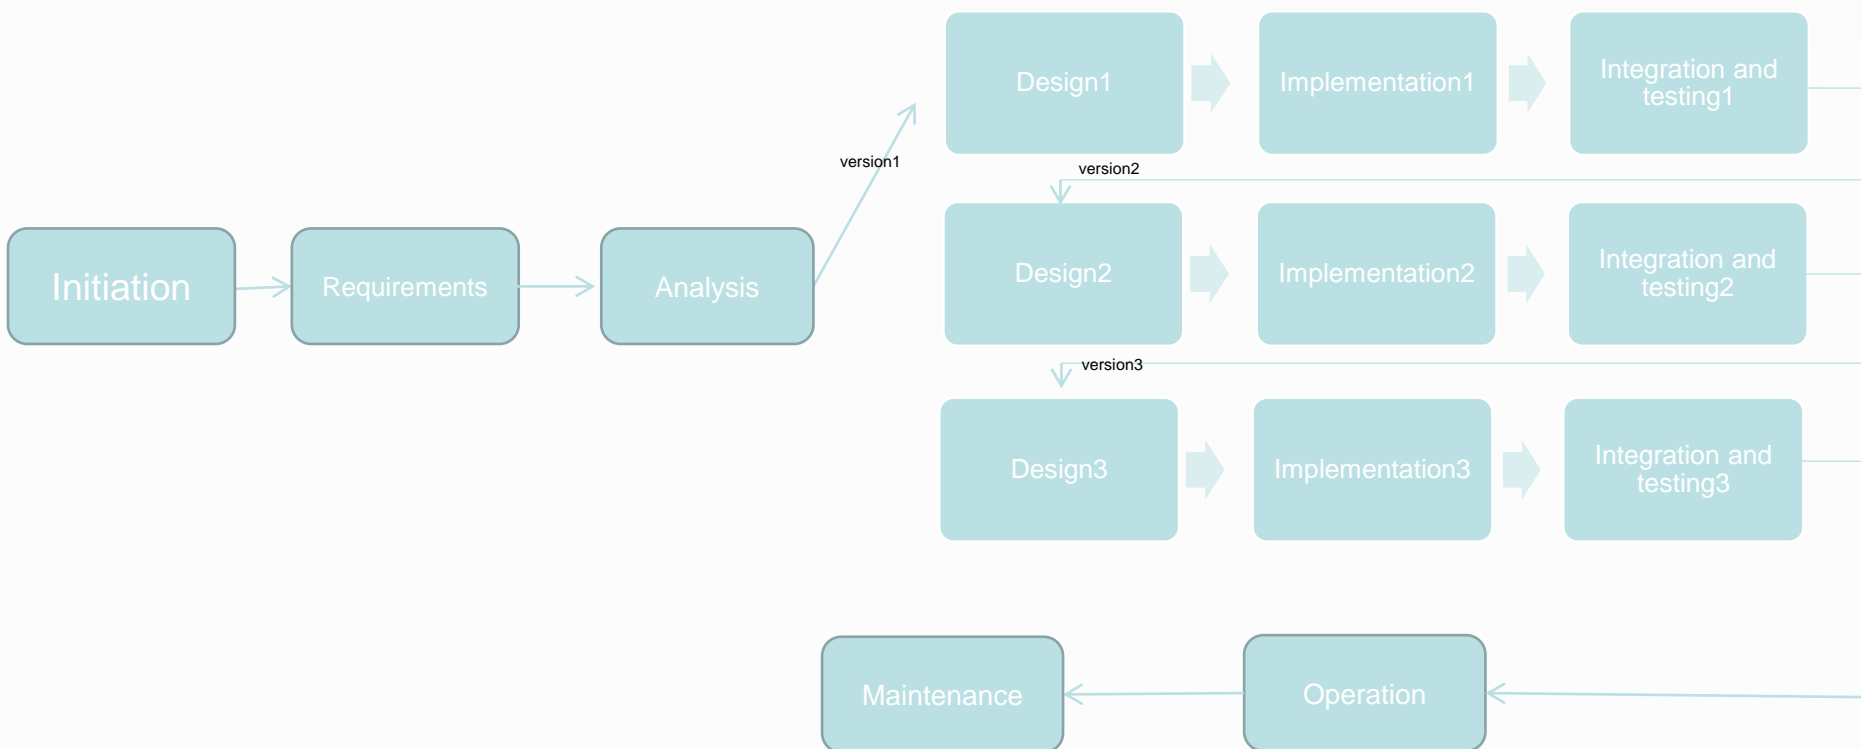 Design1
Implementation1
Integration and
testing1
version1
version2
Initiation
Requirements
Analysis
Design2
Implementation2
Integration and
testing2
version3
Design3
Implementation3
Integration and
testing3
Maintenance
Operation